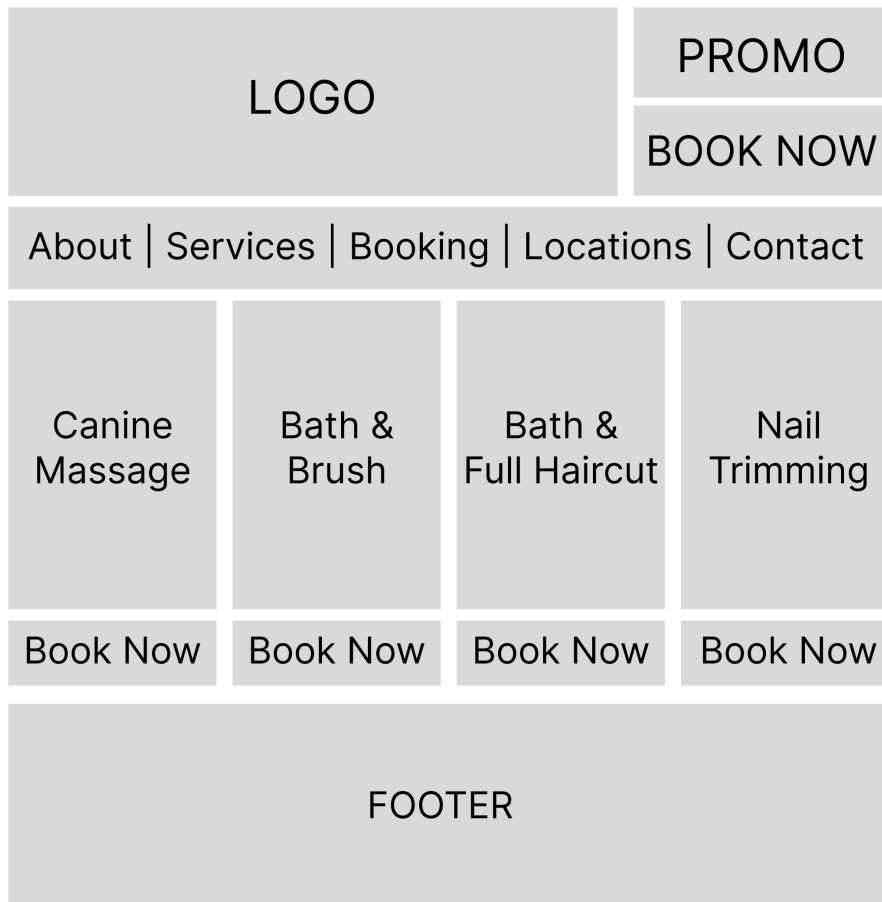 LOGO
PROMO
BOOK NOW
About | Services | Booking | Locations | Contact
Canine
Massage
Bath &
Brush
Bath &
Full Haircut
Nail
Trimming
Book Now
Book Now
Book Now
Book Now
FOOTER